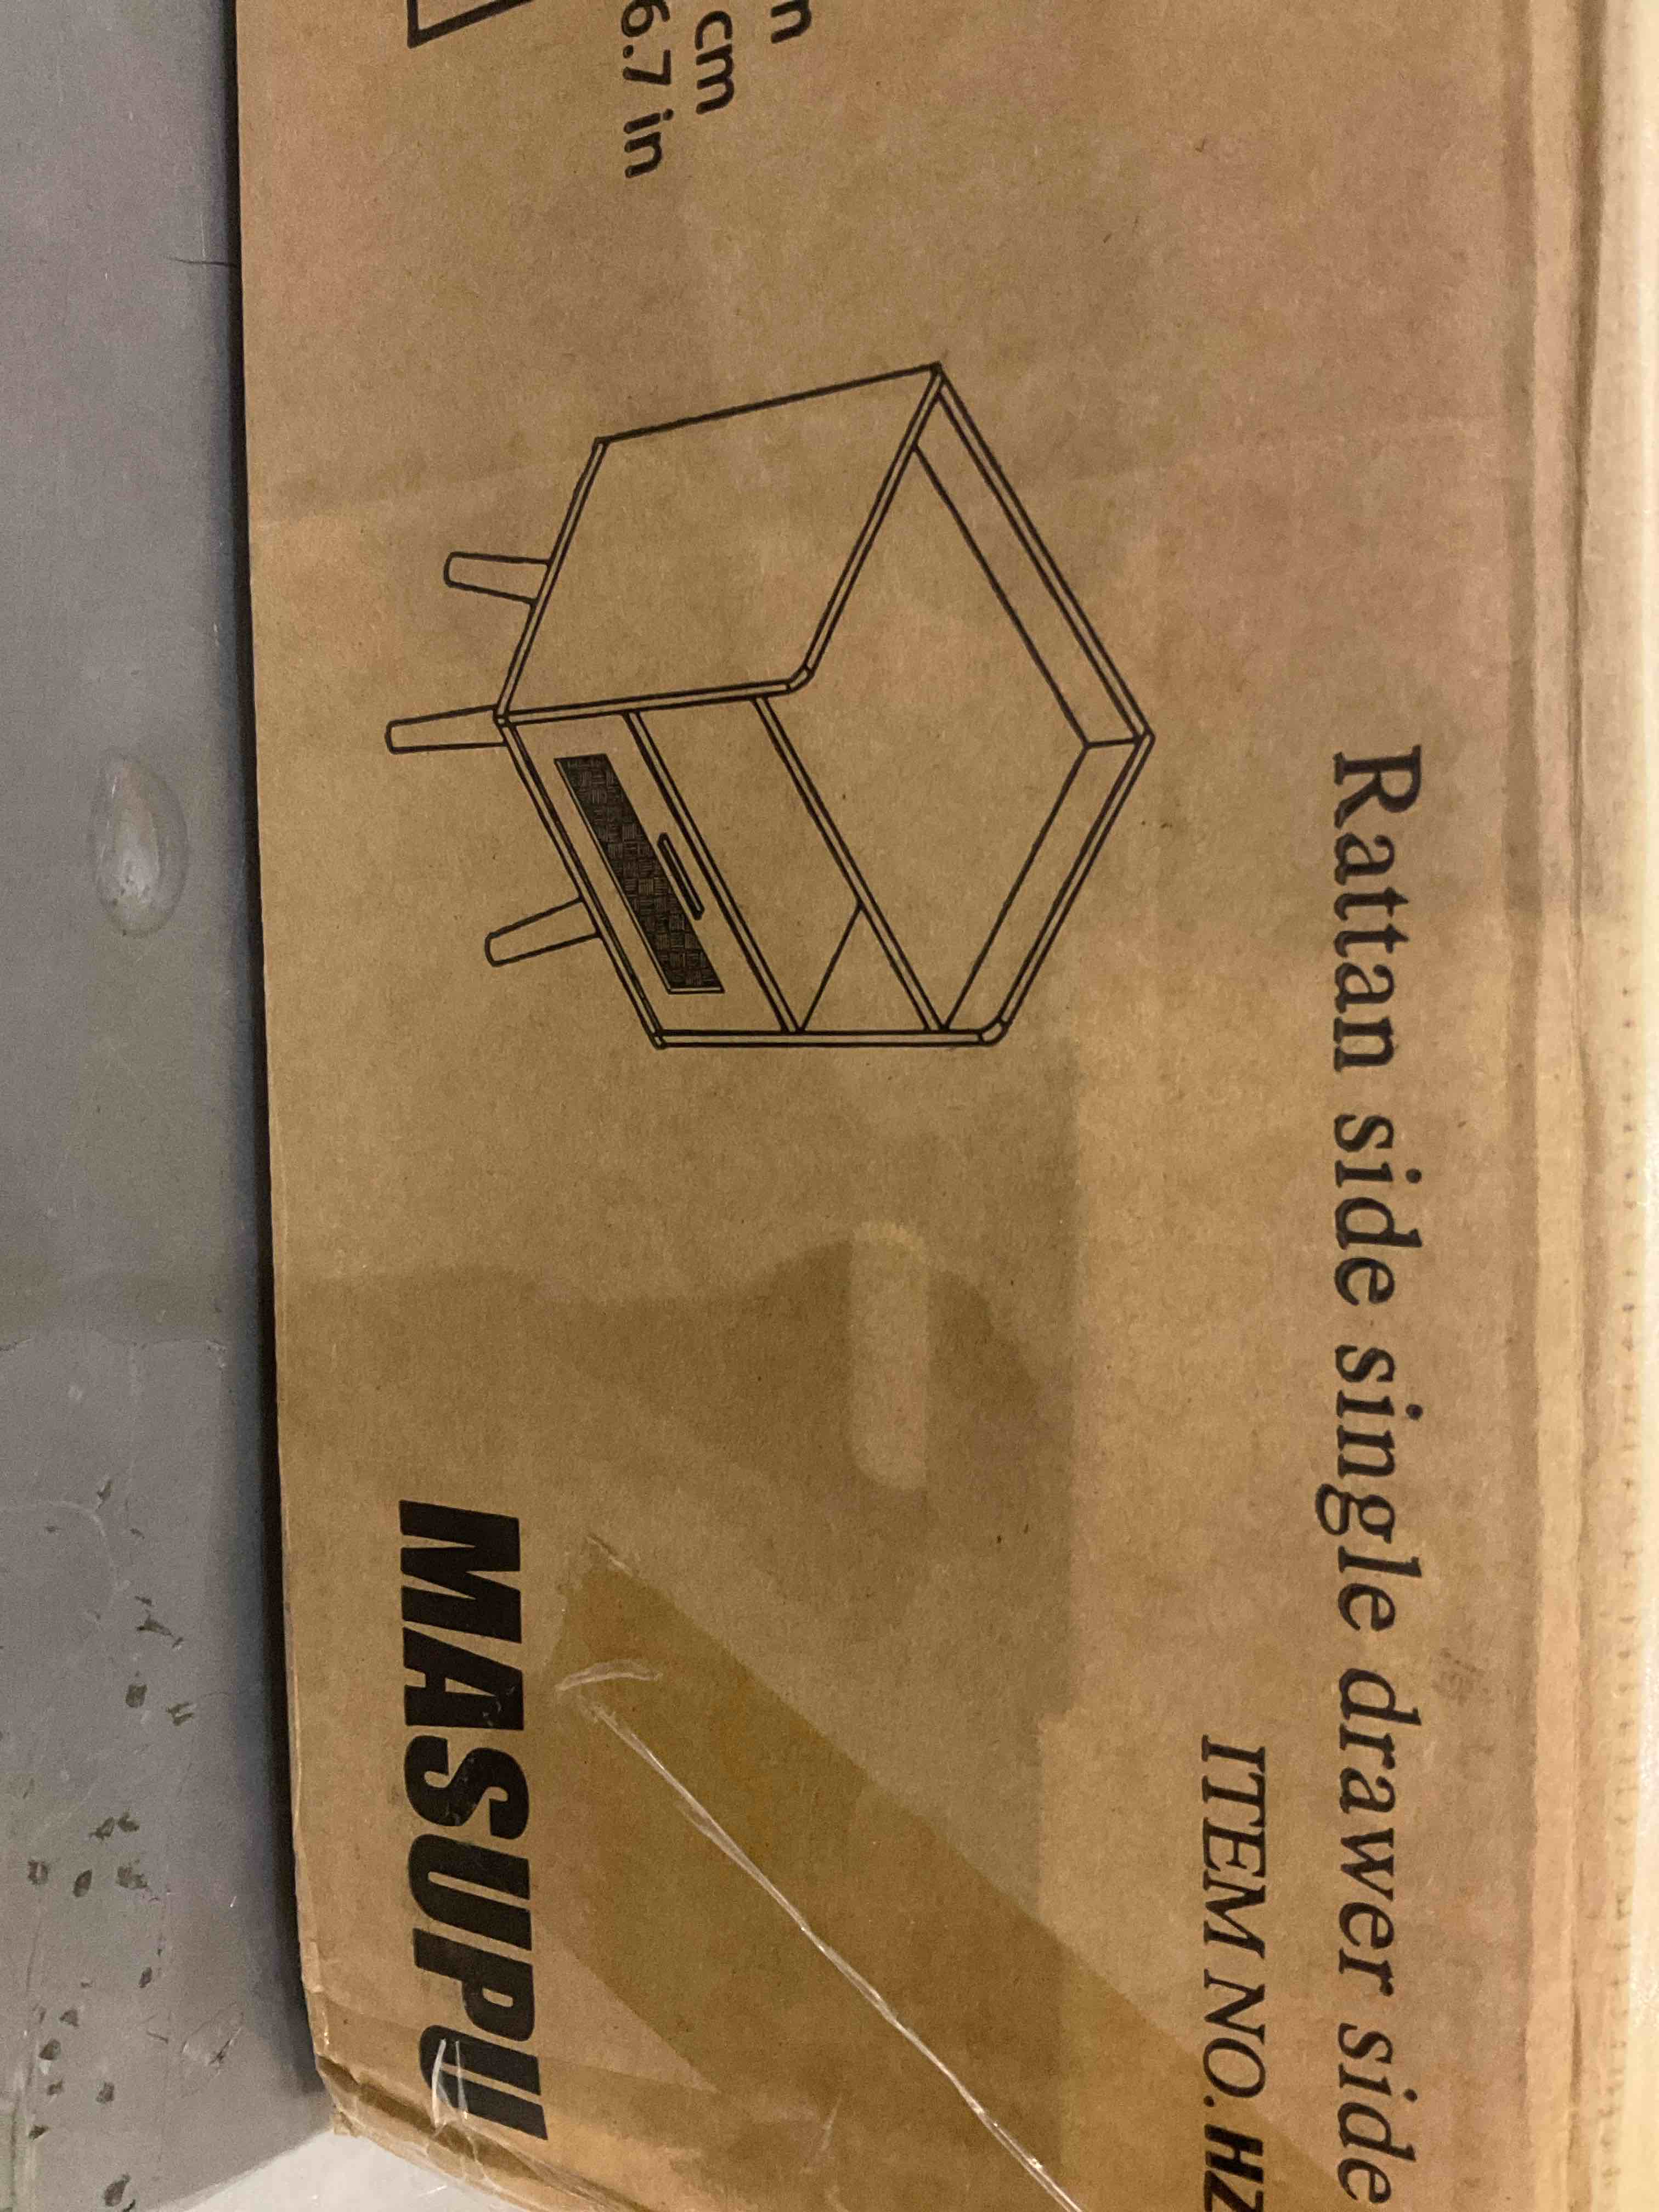 Rattan side single drawer side
ITEM NO. HZ
n
cm
6.7 in
MASUPU